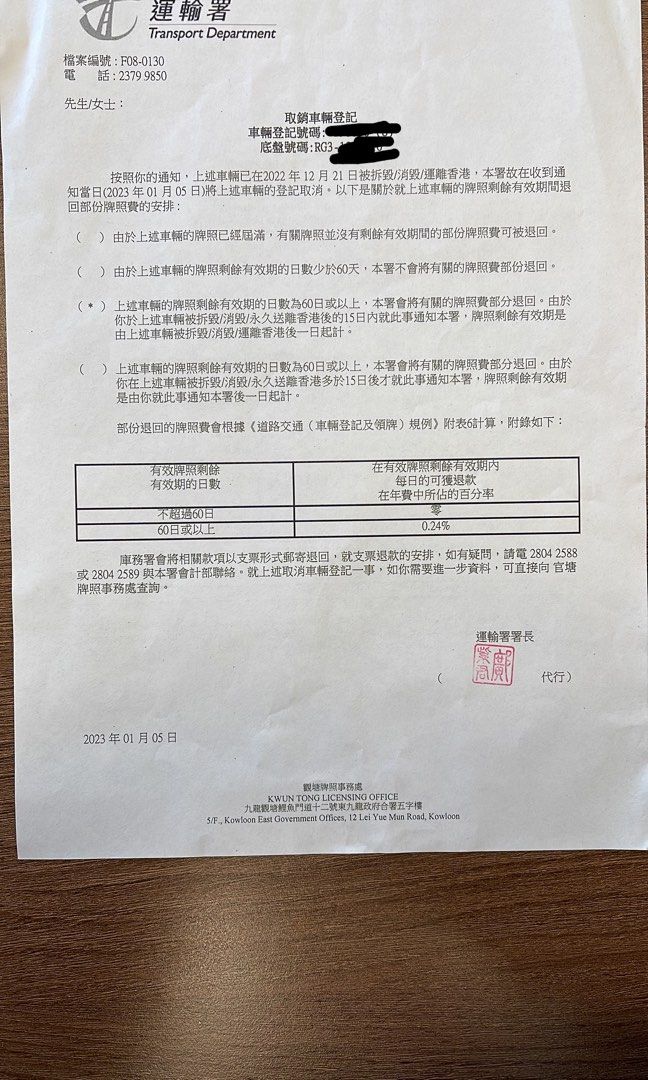 運輸署
Transport Department
檔案編號 : F08-0130
電　　話 : 2379 9850
先生/女士 :
取銷車輛登記
車輛登記號碼:
底盤號碼: RG3-
按照你的通知，上述車輛已在2022 年 12 月 21 日被拆毀/消毀/運離香港，本署故在收到通
知當日(2023 年 01 月 05 日)將上述車輛的登記取消。以下是關於就上述車輛的牌照剩餘有效期間退
回部份牌照費的安排 :
(　) 由於上述車輛的牌照已經屆滿，有關牌照並沒有剩餘有效期間的部份牌照費可被退回。
(　) 由於上述車輛的牌照剩餘有效期的日數少於60天，本署不會將有關的牌照費部份退回。
( * ) 上述車輛的牌照剩餘有效期的日數為60日或以上，本署會將有關的牌照費部分退回。由於
你於上述車輛被拆毀/消毀/永久送離香港後的15日內就此事通知本署，牌照剩餘有效期是
由上述車輛被拆毀/消毀/運離香港後一日起計。
(　) 上述車輛的牌照剩餘有效期的日數為60日或以上，本署會將有關的牌照費部分退回。由於
你在上述車輛被拆毀/消毀/永久送離香港多於15日後才就此事通知本署，牌照剩餘有效期
是由你就此事通知本署後一日起計。
部份退回的牌照費會根據《道路交通（車輛登記及領牌）規例》附表6計算，附錄如下：
有效牌照剩餘
有效期的日數
在有效牌照剩餘有效期內
每日的可獲退款
在年費中所佔的百分率
不超過60日
零
60日或以上
0.24%
庫務署會將相關款項以支票形式郵寄退回，就支票退款的安排，如有疑問，請電 2804 2588
或 2804 2589 與本署會計部聯絡。就上述取消車輛登記一事，如你需要進一步資料，可直接向 官塘
牌照事務處查詢。
運輸署署長
(　　　代行)
2023 年 01 月 05 日
觀塘牌照事務處
KWUN TONG LICENSING OFFICE
九龍觀塘鯉魚門道十二號東九龍政府合署五字樓
5/F., Kowloon East Government Offices, 12 Lei Yue Mun Road, Kowloon